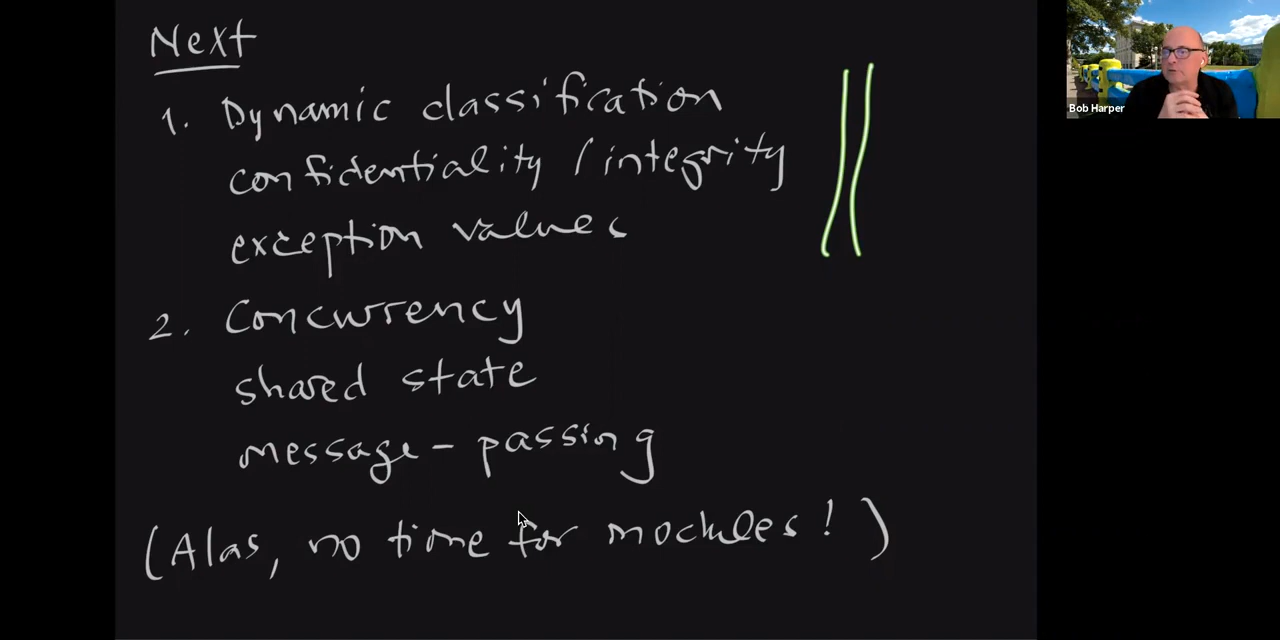 Next
1. Dynamic classification
confidentiality / integrity
exception values
2. Concurrency
shared state
message-passing
(Alas, no time for modules!)
Bob Harper